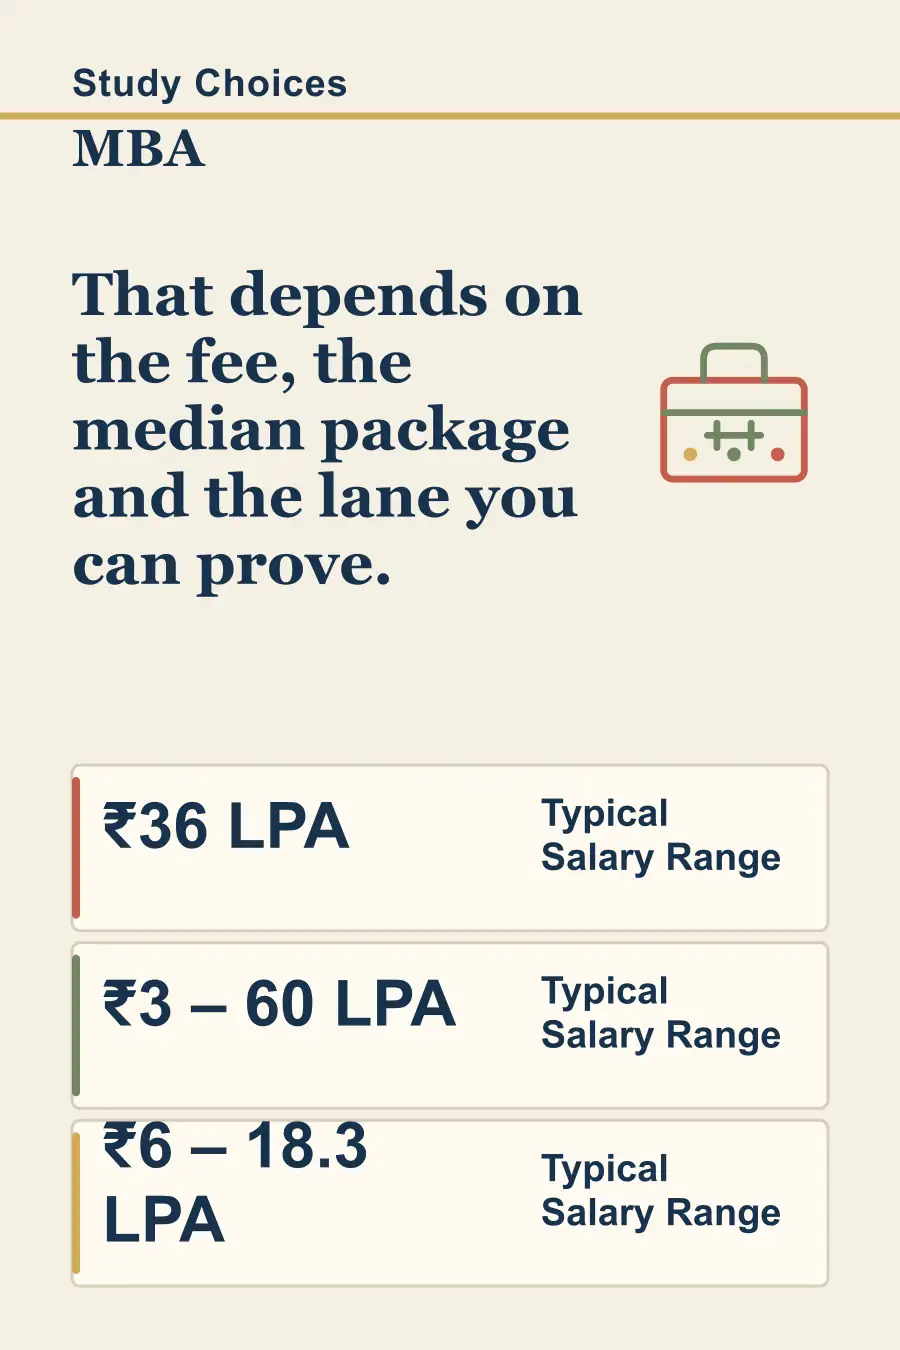 Study Choices
MBA
That depends on
the fee, the
median package
and the lane you
can prove.
₹36 LPA
Typical
Salary Range
₹3 – 60 LPA
Typical
Salary Range
₹6 – 18.3
LPA
Typical
Salary Range